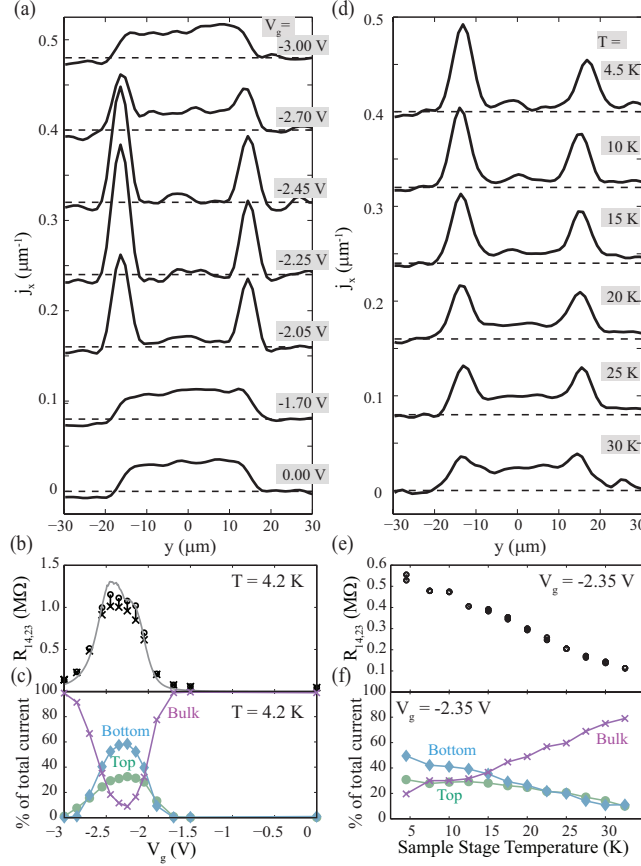 (a)
V_g =
-3.00 V
-2.70 V
-2.45 V
-2.25 V
-2.05 V
-1.70 V
0.00 V
0.5
0.4
0.3
0.2
0.1
0
j_x (μm⁻¹)
−30 −20 −10 0 10 20 30
y (μm)
(d)
T =
4.5 K
10 K
15 K
20 K
25 K
30 K
0.5
0.4
0.3
0.2
0.1
0
j_x (μm⁻¹)
−30 −20 −10 0 10 20 30
y (μm)
(b)
T = 4.2 K
1.5
1.0
0.5
R_14,23 (MΩ)
(c)
T = 4.2 K
Bulk
Bottom
Top
100
80
60
40
20
0
% of total current
−3 −2.5 −2 −1.5 −1 −0.5 0
V_g (V)
(e)
V_g = -2.35 V
0.6
0.5
0.4
0.3
0.2
0.1
R_14,23 (MΩ)
(f)
V_g = -2.35 V
Bulk
Bottom
Top
100
80
60
40
20
0
% of total current
5 10 15 20 25 30
Sample Stage Temperature (K)